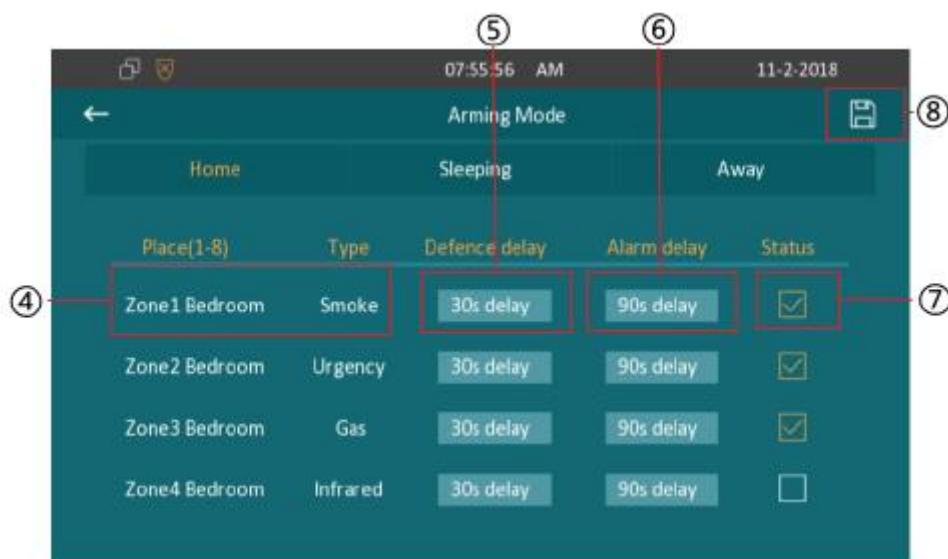 ⑤ ⑥
07:55:56 AM 11-2-2018
Arming Mode ⑧
Home Sleeping Away
Place(1-8) Type Defence delay Alarm delay Status
④ Zone1 Bedroom Smoke 30s delay 90s delay ⑦
Zone2 Bedroom Urgency 30s delay 90s delay
Zone3 Bedroom Gas 30s delay 90s delay
Zone4 Bedroom Infrared 30s delay 90s delay